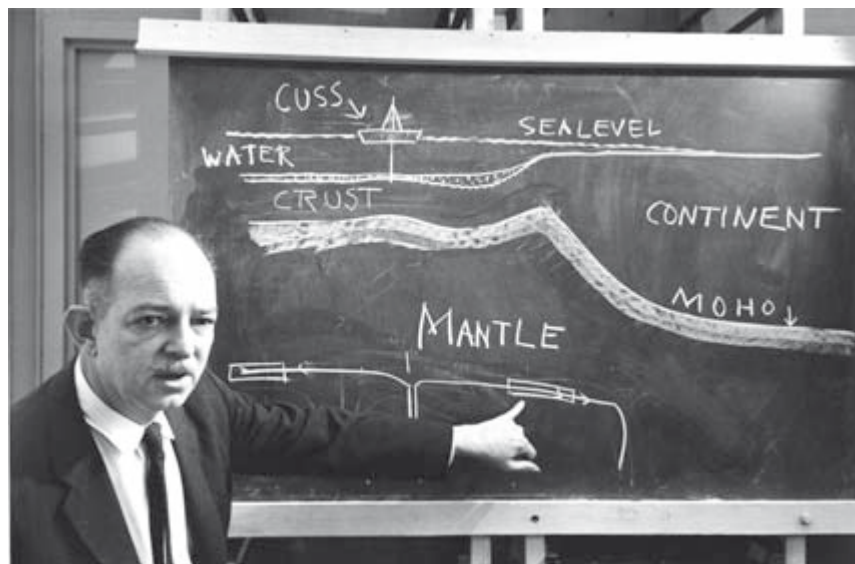 CUSS
SEALEVEL
WATER
CRUST
CONTINENT
MOHO
MANTLE